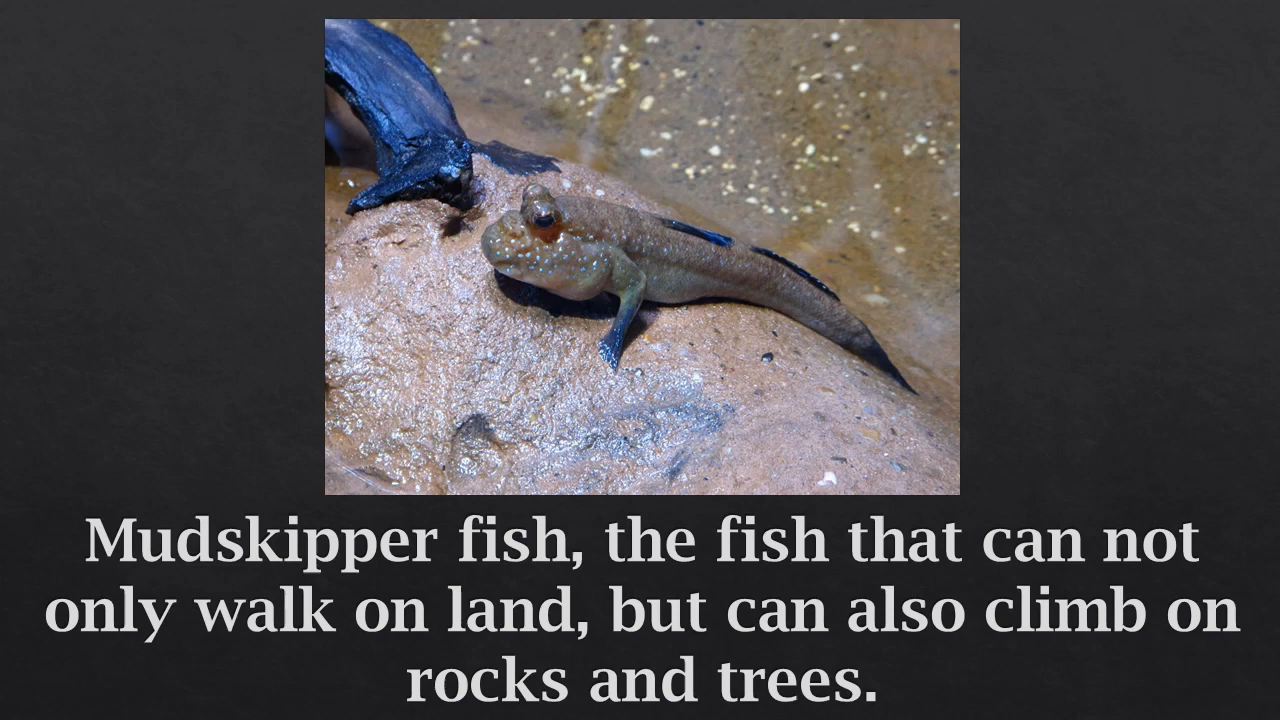 Mudskipper fish, the fish that can not
only walk on land, but can also climb on
rocks and trees.